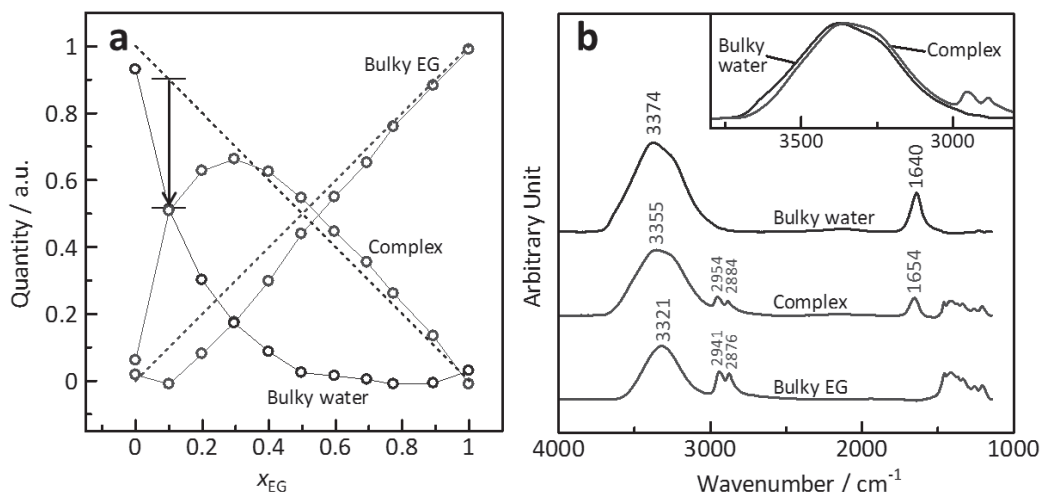 a
Quantity / a.u.
1
0.8
0.6
0.4
0.2
0
Bulky EG
Complex
Bulky water
0 0.2 0.4 0.6 0.8 1
xEG
b
Bulky
water
Complex
3500 3000
Arbitrary Unit
3374
1640
Bulky water
3355
2954
2884
1654
Complex
3321
2941
2876
Bulky EG
4000 3000 2000 1000
Wavenumber / cm⁻¹